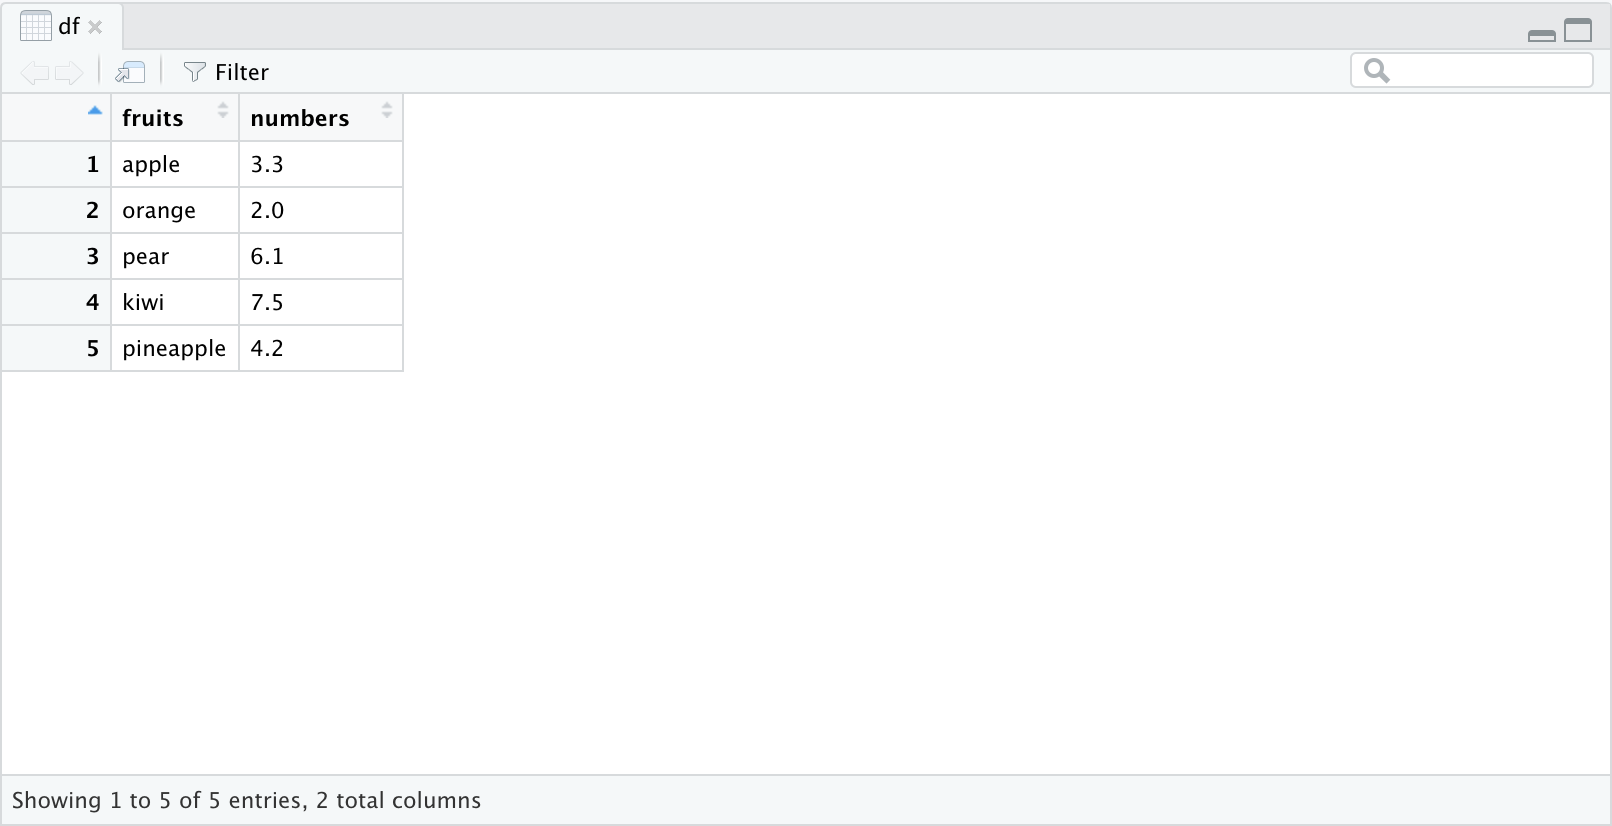 df
Filter
fruits numbers
1 apple 3.3
2 orange 2.0
3 pear 6.1
4 kiwi 7.5
5 pineapple 4.2
Showing 1 to 5 of 5 entries, 2 total columns